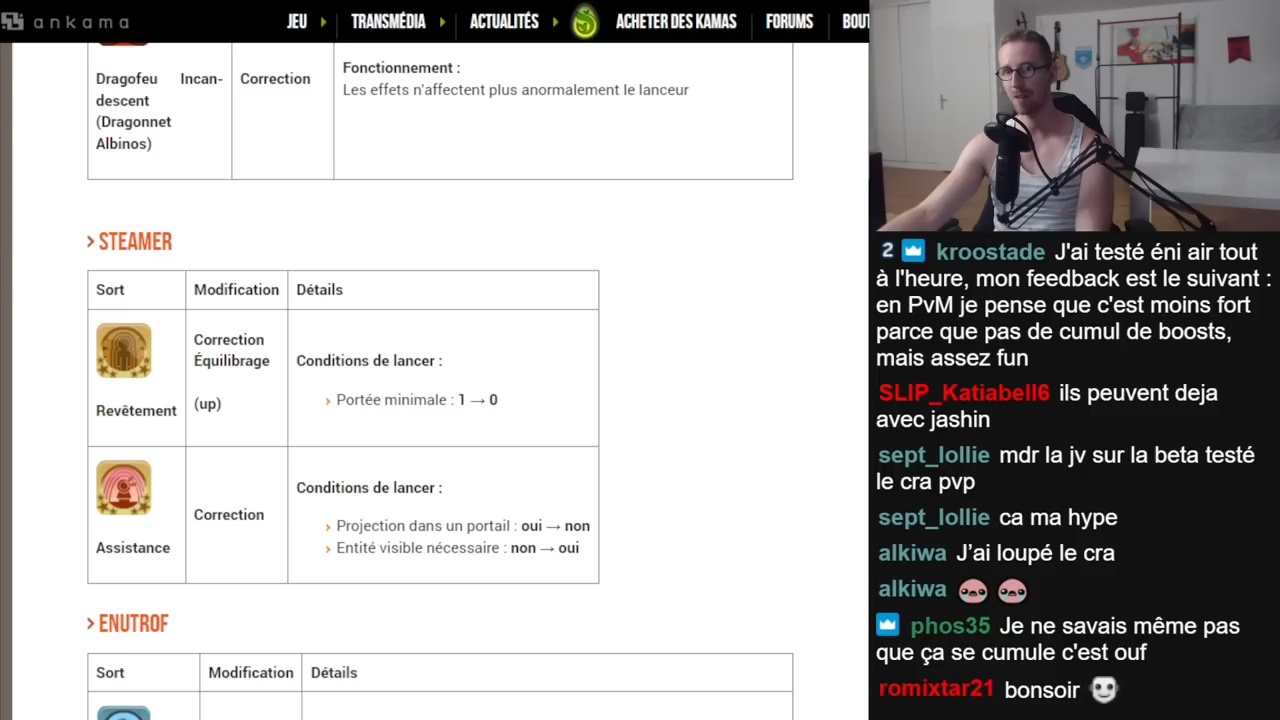 ankama
JEU
TRANSMÉDIA
ACTUALITÉS
ACHETER DES KAMAS
FORUMS
BOUT
Dragofeu Incan-
descent
(Dragonnet
Albinos)
Correction
Fonctionnement :
Les effets n'affectent plus anormalement le lanceur
> STEAMER
Sort
Modification
Détails
Revêtement
Correction
Équilibrage
(up)
Conditions de lancer :
› Portée minimale : 1 → 0
Assistance
Correction
Conditions de lancer :
› Projection dans un portail : oui → non
› Entité visible nécessaire : non → oui
> ENUTROF
Sort
Modification
Détails
2 kroostade J'ai testé éni air tout
à l'heure, mon feedback est le suivant :
en PvM je pense que c'est moins fort
parce que pas de cumul de boosts,
mais assez fun
SLIP_Katiabell6 ils peuvent deja
avec jashin
sept_lollie mdr la jv sur la beta testé
le cra pvp
sept_lollie ca ma hype
alkiwa J’ai loupé le cra
alkiwa
phos35 Je ne savais même pas
que ça se cumule c'est ouf
romixtar21 bonsoir